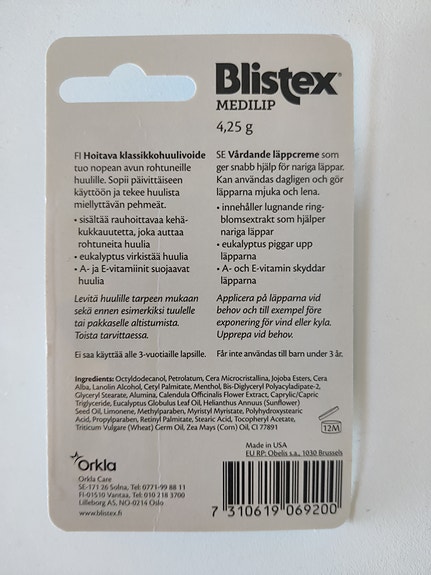 Blistex®
MEDILIP
4,25 g
FI Hoitava klassikkohuulivoide
tuo nopean avun rohtuneille
huulille. Sopii päivittäiseen
käyttöön ja tekee huulista
miellyttävän pehmeät.
• sisältää rauhoittavaa kehä-
kukkauutetta, joka auttaa
rohtuneita huulia
• eukalyptus virkistää huulia
• A- ja E-vitamiinit suojaavat
huulia
Levitä huulille tarpeen mukaan
sekä ennen esimerkiksi tuulelle
tai pakkaselle altistumista.
Toista tarvittaessa.
Ei saa käyttää alle 3-vuotiaille lapsille.
SE Vårdande läppcreme som
ger snabb hjälp för nariga läppar.
Kan användas dagligen och gör
läpparna mjuka och lena.
• innehåller lugnande ring-
blomsextrakt som hjälper
nariga läppar
• eukalyptus piggar upp
läpparna
• A- och E-vitamin skyddar
läpparna
Applicera på läpparna vid
behov och till exempel före
exponering för vind eller kyla.
Upprepa vid behov.
Får inte användas till barn under 3 år.
Ingredients: Octyldodecanol, Petrolatum, Cera Microcristallina, Jojoba Esters, Cera
Alba, Lanolin Alcohol, Cetyl Palmitate, Menthol, Bis-Diglyceryl Polyacyladipate-2,
Glyceryl Stearate, Alumina, Calendula Officinalis Flower Extract, Caprylic/Capric
Triglyceride, Eucalyptus Globulus Leaf Oil, Helianthus Annuus (Sunflower)
Seed Oil, Limonene, Methylparaben, Myristyl Myristate, Polyhydroxystearic
Acid, Propylparaben, Retinyl Palmitate, Stearic Acid, Tocopheryl Acetate,
Triticum Vulgare (Wheat) Germ Oil, Zea Mays (Corn) Oil, CI 77891
12M
Made in USA
EU RP: Obelis s.a., 1030 Brussels
Orkla
Orkla Care
SE-171 26 Solna, Tel: 0771-99 88 11
FI-01510 Vantaa, Tel: 010 218 3700
Lilleborg AS, NO-0214 Oslo
www.blistex.fi
7 310619 069200